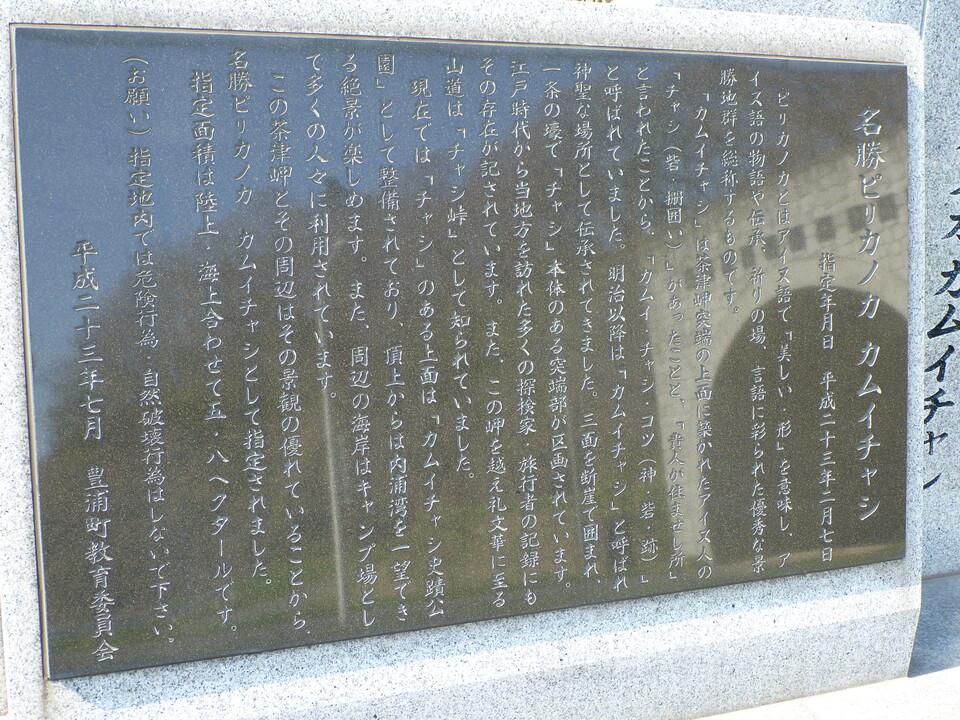 名勝ピリカノカ カムイチャシ
指定年月日 平成二十三年二月七日
ピリカノカとはアイヌ語で「美しい・形」を意味し、ア
イヌ語の物語や伝承、祈りの場、言語に彩られた優秀な景
勝地群を総称するものです。
「カムイチャシ」は茶津岬突端の上面に築かれたアイヌ人の
「チャシ(砦・柵囲い)」があったことと、「貴人が住ませし所」
と言われたことから、「カムイ・チャシ・コツ(神・砦・跡)」
と呼ばれていました。明治以降は「カムイチャシ」と呼ばれ
神聖な場所として伝承されてきました。三面を断崖で囲まれ、
一条の壕で「チャシ」本体のある突端部が区画されています。
江戸時代から当地方を訪れた多くの探検家・旅行者の記録にも
その存在が記されています。また、この岬を越え礼文華に至る
山道は「チャシ峠」として知られていました。
現在では「チャシ」のある上面は「カムイチャシ史蹟公
園」として整備されており、頂上からは内浦湾を一望でき
る絶景が楽しめます。また、周辺の海岸はキャンプ場とし
て多くの人々に利用されています。
この茶津岬とその周辺はその景観の優れていることから、
名勝ピリカノカ カムイチャシとして指定されました。
指定面積は陸上・海上合わせて五・八ヘクタールです。
(お願い)指定地内では危険行為・自然破壊行為はしないで下さい。
平成二十三年七月 豊浦町教育委員会
カムイチャシ